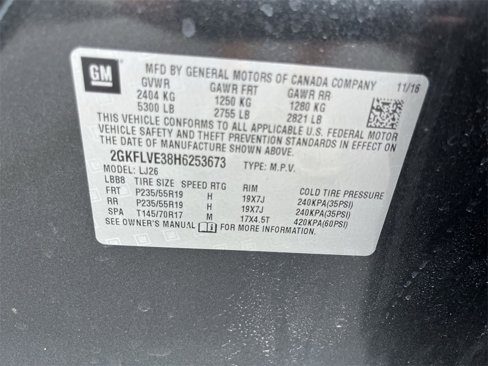 GM
MFD BY GENERAL MOTORS OF CANADA COMPANY 11/16
GVWR GAWR FRT GAWR RR
2404 KG 1250 KG 1280 KG
5300 LB 2755 LB 2821 LB
THIS VEHICLE CONFORMS TO ALL APPLICABLE U.S. FEDERAL MOTOR
VEHICLE SAFETY AND THEFT PREVENTION STANDARDS IN EFFECT ON
THE DATE OF MANUFACTURE SHOWN ABOVE.
2GKFLVE38H6253673 TYPE: M.P.V.
MODEL: LJ26
LBB8 TIRE SIZE SPEED RTG RIM COLD TIRE PRESSURE
FRT P235/55R19 H 19X7J 240KPA(35PSI)
RR P235/55R19 H 19X7J 240KPA(35PSI)
SPA T145/70R17 M 17X4.5T 420KPA(60PSI)
SEE OWNER'S MANUAL FOR MORE INFORMATION.